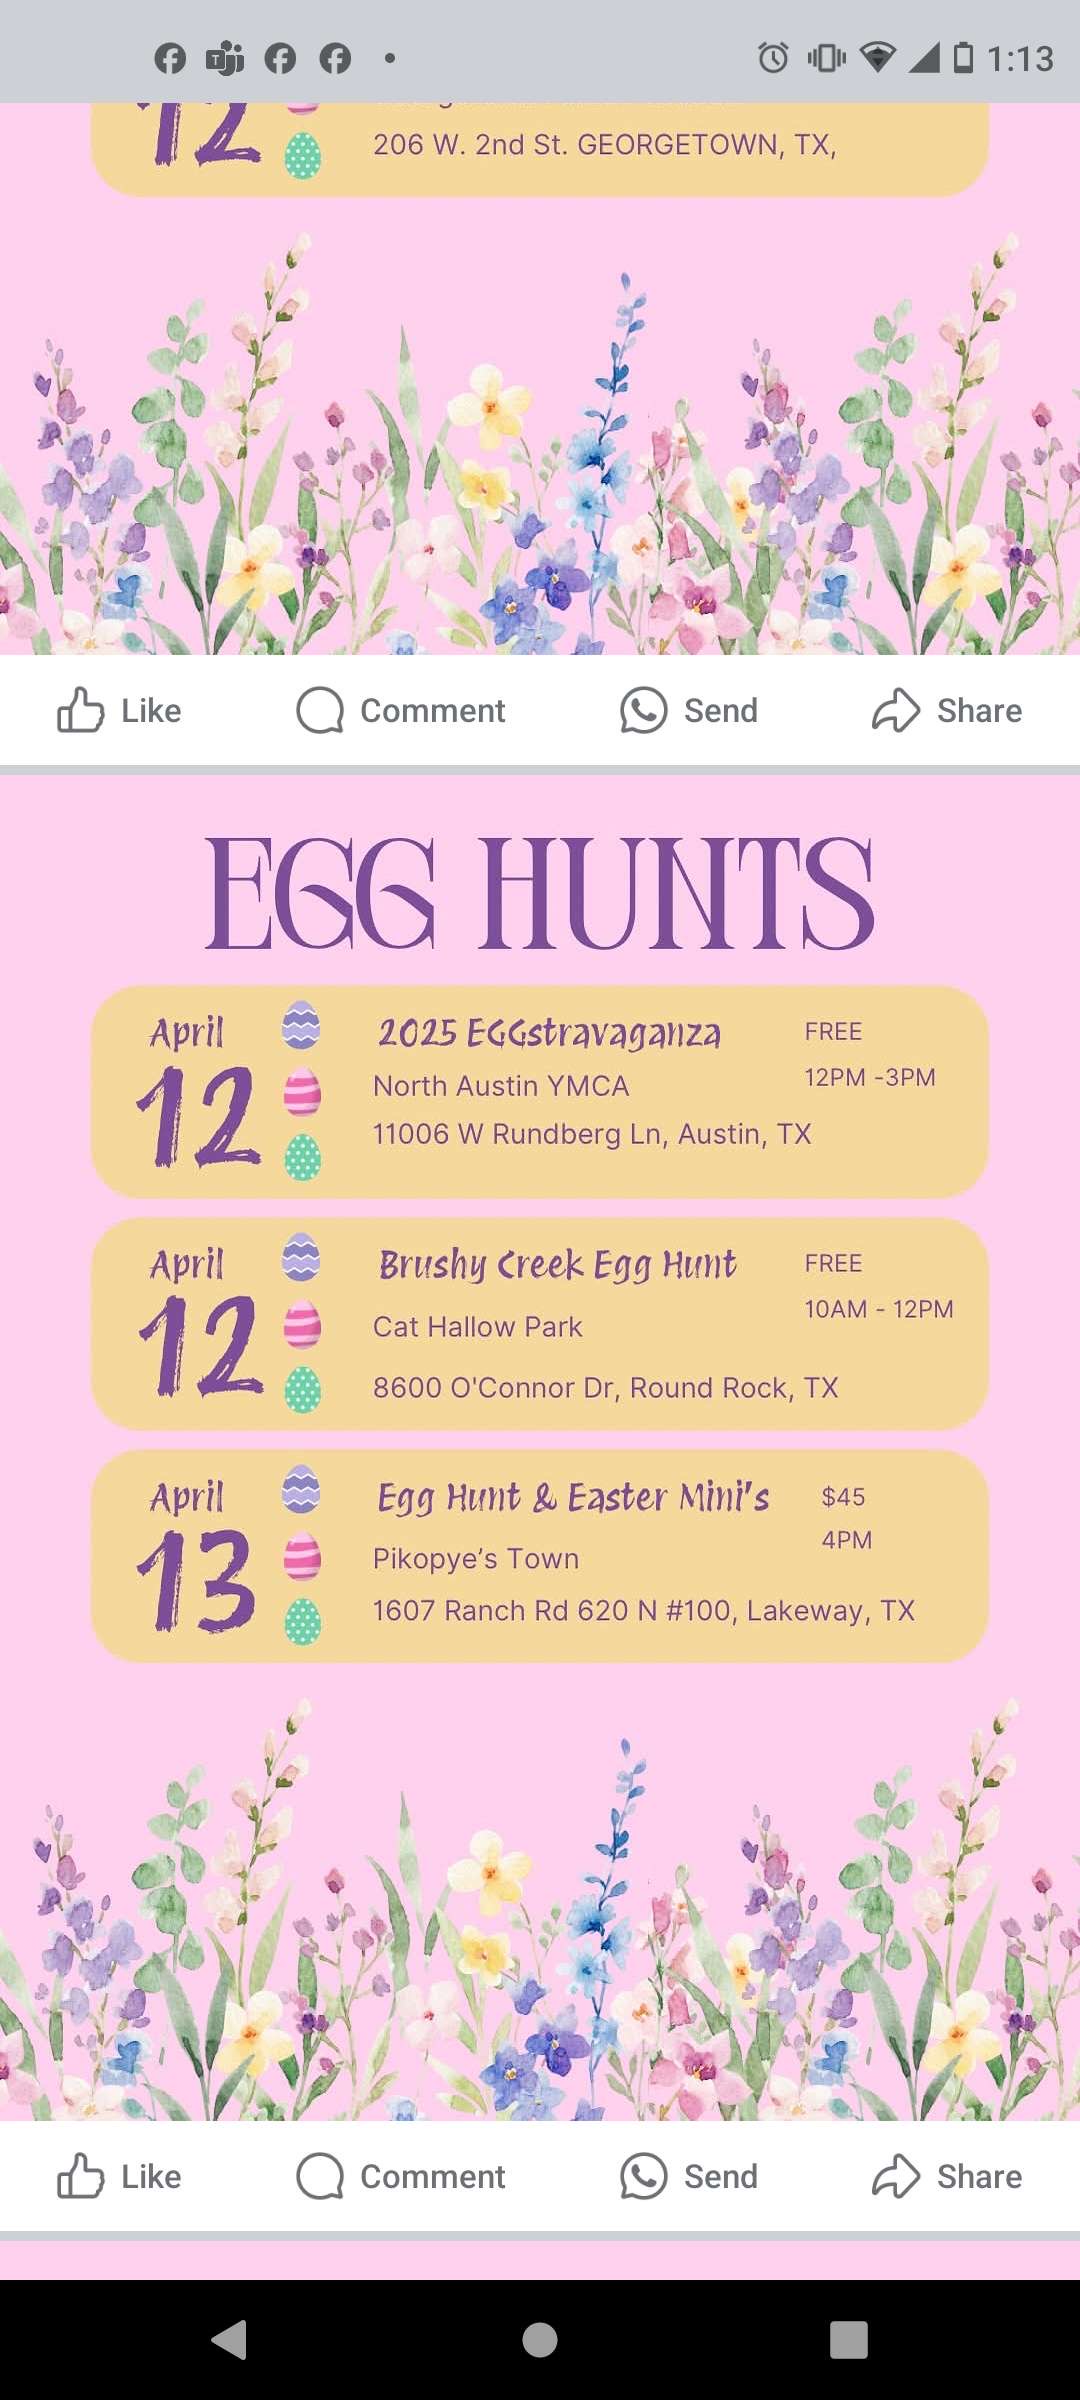 1:13
12
206 W. 2nd St. GEORGETOWN, TX,
Like
Comment
Send
Share
EGG HUNTS
April
12
2025 EGGstravaganza
North Austin YMCA
11006 W Rundberg Ln, Austin, TX
FREE
12PM -3PM
April
12
Brushy Creek Egg Hunt
Cat Hallow Park
8600 O'Connor Dr, Round Rock, TX
FREE
10AM - 12PM
April
13
Egg Hunt & Easter Mini's
Pikopye's Town
1607 Ranch Rd 620 N #100, Lakeway, TX
$45
4PM
Like
Comment
Send
Share